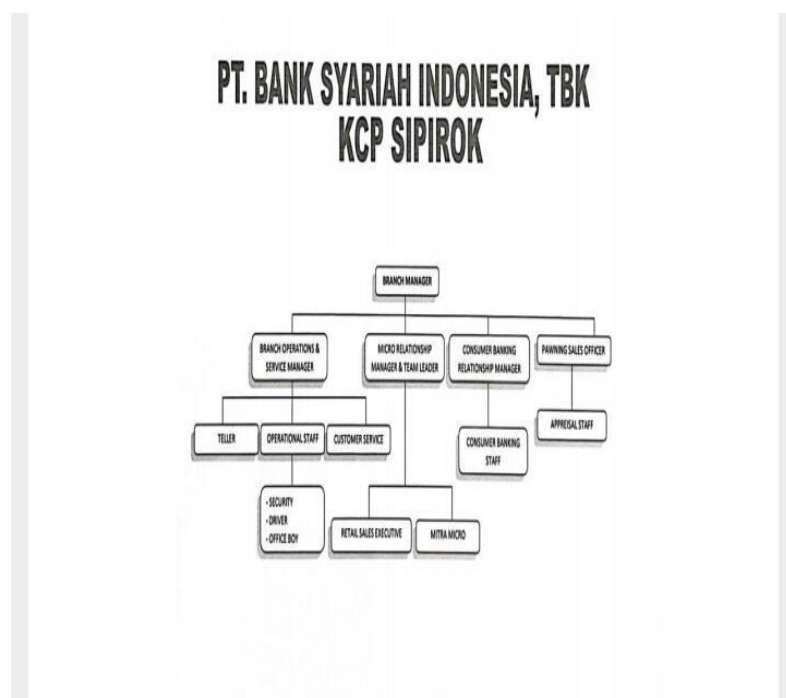 PT. BANK SYARIAH INDONESIA, TBK
KCP SIPIROK
BRANCH MANAGER
BRANCH OPERATIONS &
SERVICE MANAGER
MICRO RELATIONSHIP
MANAGER & TEAM LEADER
CONSUMER BANKING
RELATIONSHIP MANAGER
PAWNING SALES OFFICER
TELLER
OPERATIONAL STAFF
CUSTOMER SERVICE
CONSUMER BANKING
STAFF
APPREISAL STAFF
- SECURITY
- DRIVER
- OFFICE BOY
RETAIL SALES EXECUTIVE
MITRA MICRO